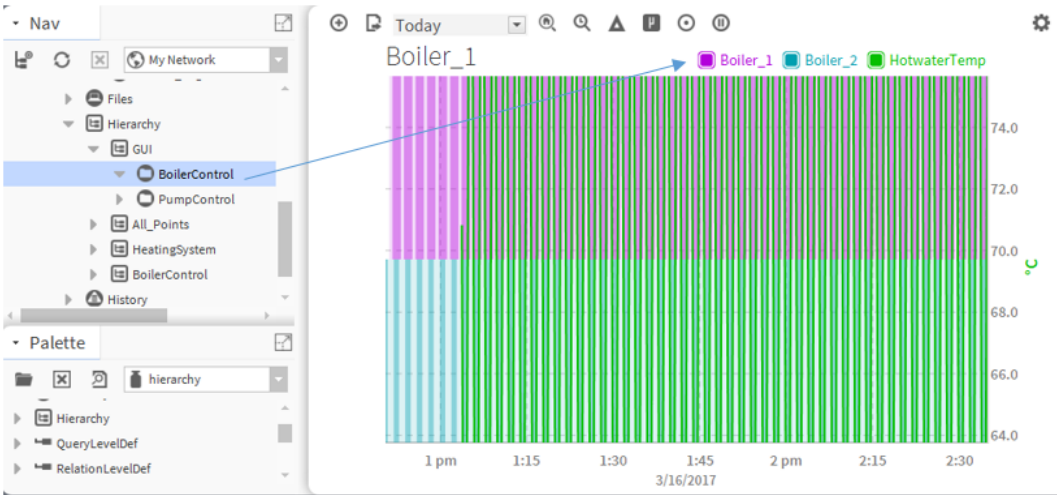 Nav
My Network
Files
Hierarchy
GUI
BoilerControl
PumpControl
All_Points
HeatingSystem
BoilerControl
History
Palette
hierarchy
Hierarchy
QueryLevelDef
RelationLevelDef
Today
µ
Boiler_1
Boiler_1 Boiler_2 HotwaterTemp
74.0
72.0
70.0
°C
68.0
66.0
64.0
1 pm 1:15 1:30 1:45 2 pm 2:15 2:30
3/16/2017